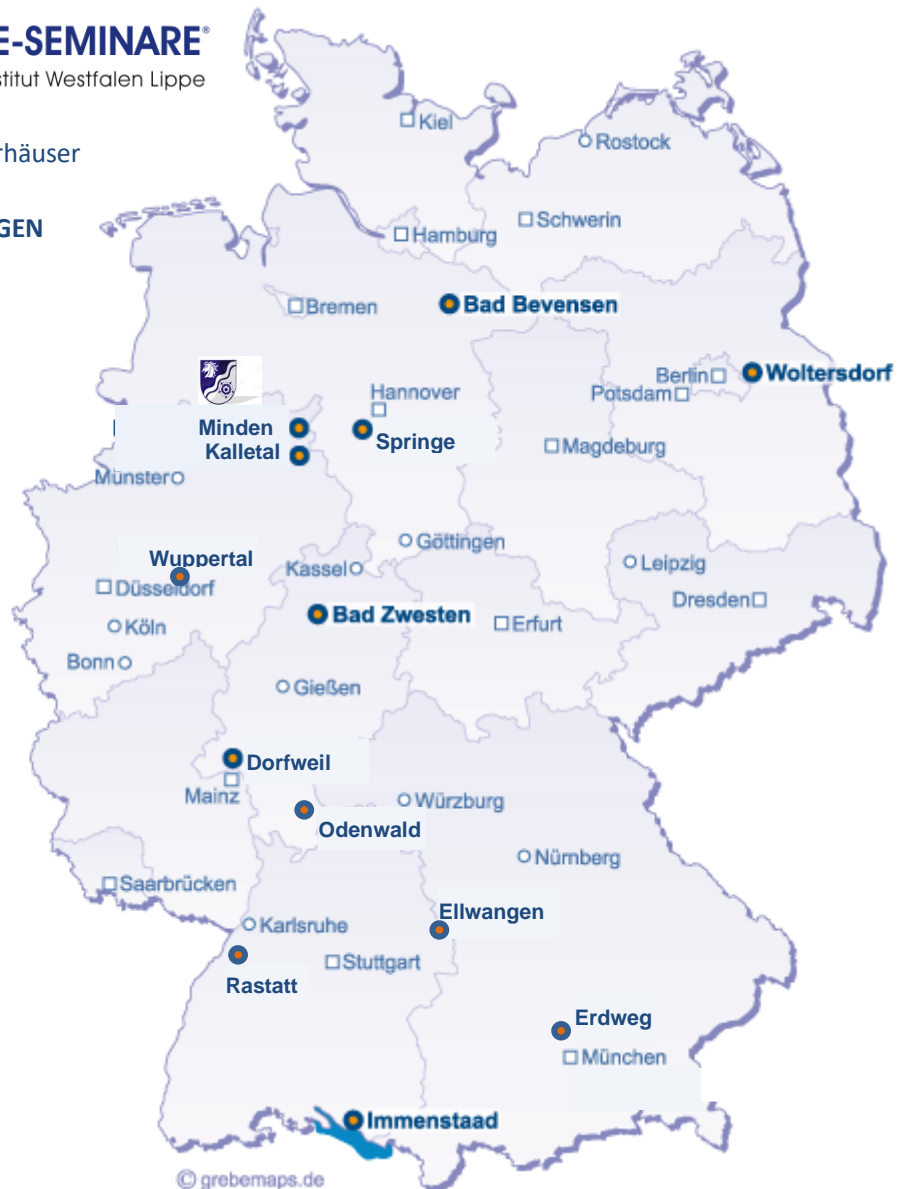 E-SEMINARE®
stitut Westfalen Lippe
rhäuser
GEN
Kiel
Rostock
Schwerin
Hamburg
Bremen
Bad Bevensen
Berlin
Woltersdorf
Potsdam
Hannover
Minden
Springe
Kalletal
Magdeburg
Münster
Göttingen
Wuppertal
Kassel
Leipzig
Düsseldorf
Dresden
Bad Zwesten
Erfurt
Köln
Bonn
Gießen
Dorfweil
Mainz
Würzburg
Odenwald
Nürnberg
Saarbrücken
Ellwangen
Karlsruhe
Stuttgart
Rastatt
Erdweg
München
Immenstaad
© grebemaps.de